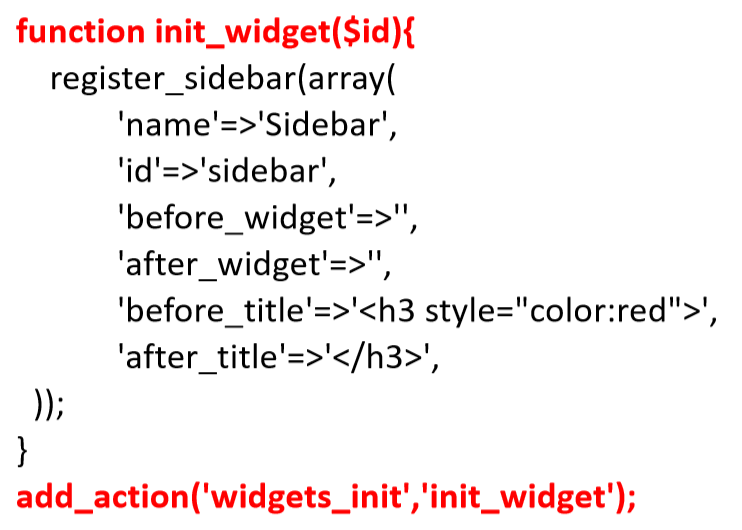 function init_widget($id){
register_sidebar(array(
'name'=>'Sidebar',
'id'=>'sidebar',
'before_widget'=>'',
'after_widget'=>'',
'before_title'=>'<h3 style="color:red">',
'after_title'=>'</h3>',
));
}
add_action('widgets_init','init_widget');